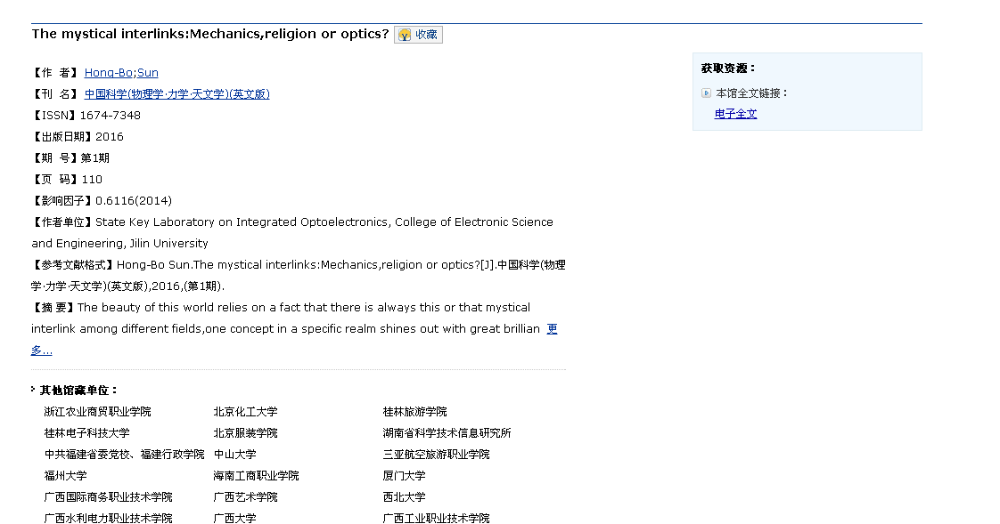 The mystical interlinks:Mechanics,religion or optics? 收藏
【作 者】 Hong-Bo;Sun
【刊 名】 中国科学(物理学·力学·天文学)(英文版)
【ISSN】1674-7348
【出版日期】2016
【期 号】第1期
【页 码】110
【影响因子】0.6116(2014)
【作者单位】State Key Laboratory on Integrated Optoelectronics, College of Electronic Science
and Engineering, Jilin University
【参考文献格式】Hong-Bo Sun.The mystical interlinks:Mechanics,religion or optics?[J].中国科学(物理
学·力学·天文学)(英文版),2016,(第1期).
【摘 要】The beauty of this world relies on a fact that there is always this or that mystical
interlink among different fields,one concept in a specific realm shines out with great brillian 更
多...
获取资源：
本馆全文链接：
电子全文
其他馆藏单位：
浙江农业商贸职业学院 北京化工大学 桂林旅游学院
桂林电子科技大学 北京服装学院 湖南省科学技术信息研究所
中共福建省委党校、福建行政学院 中山大学 三亚航空旅游职业学院
福州大学 海南工商职业学院 厦门大学
广西国际商务职业技术学院 广西艺术学院 西北大学
广西水利电力职业技术学院 广西大学 广西工业职业技术学院